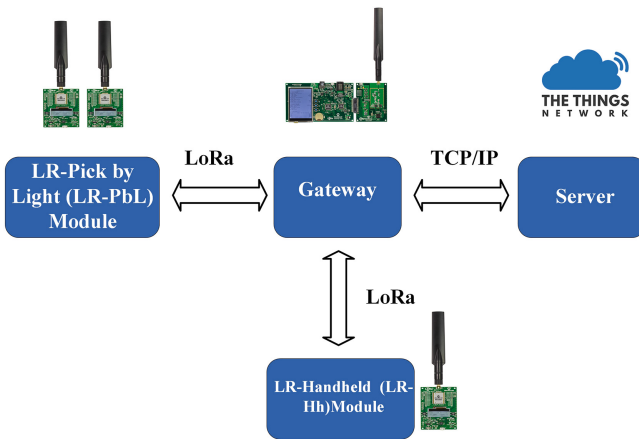 THE THINGS
NETWORK
LoRa
TCP/IP
LR-Pick by
Light (LR-PbL)
Module
Gateway
Server
LoRa
LR-Handheld (LR-
Hh)Module